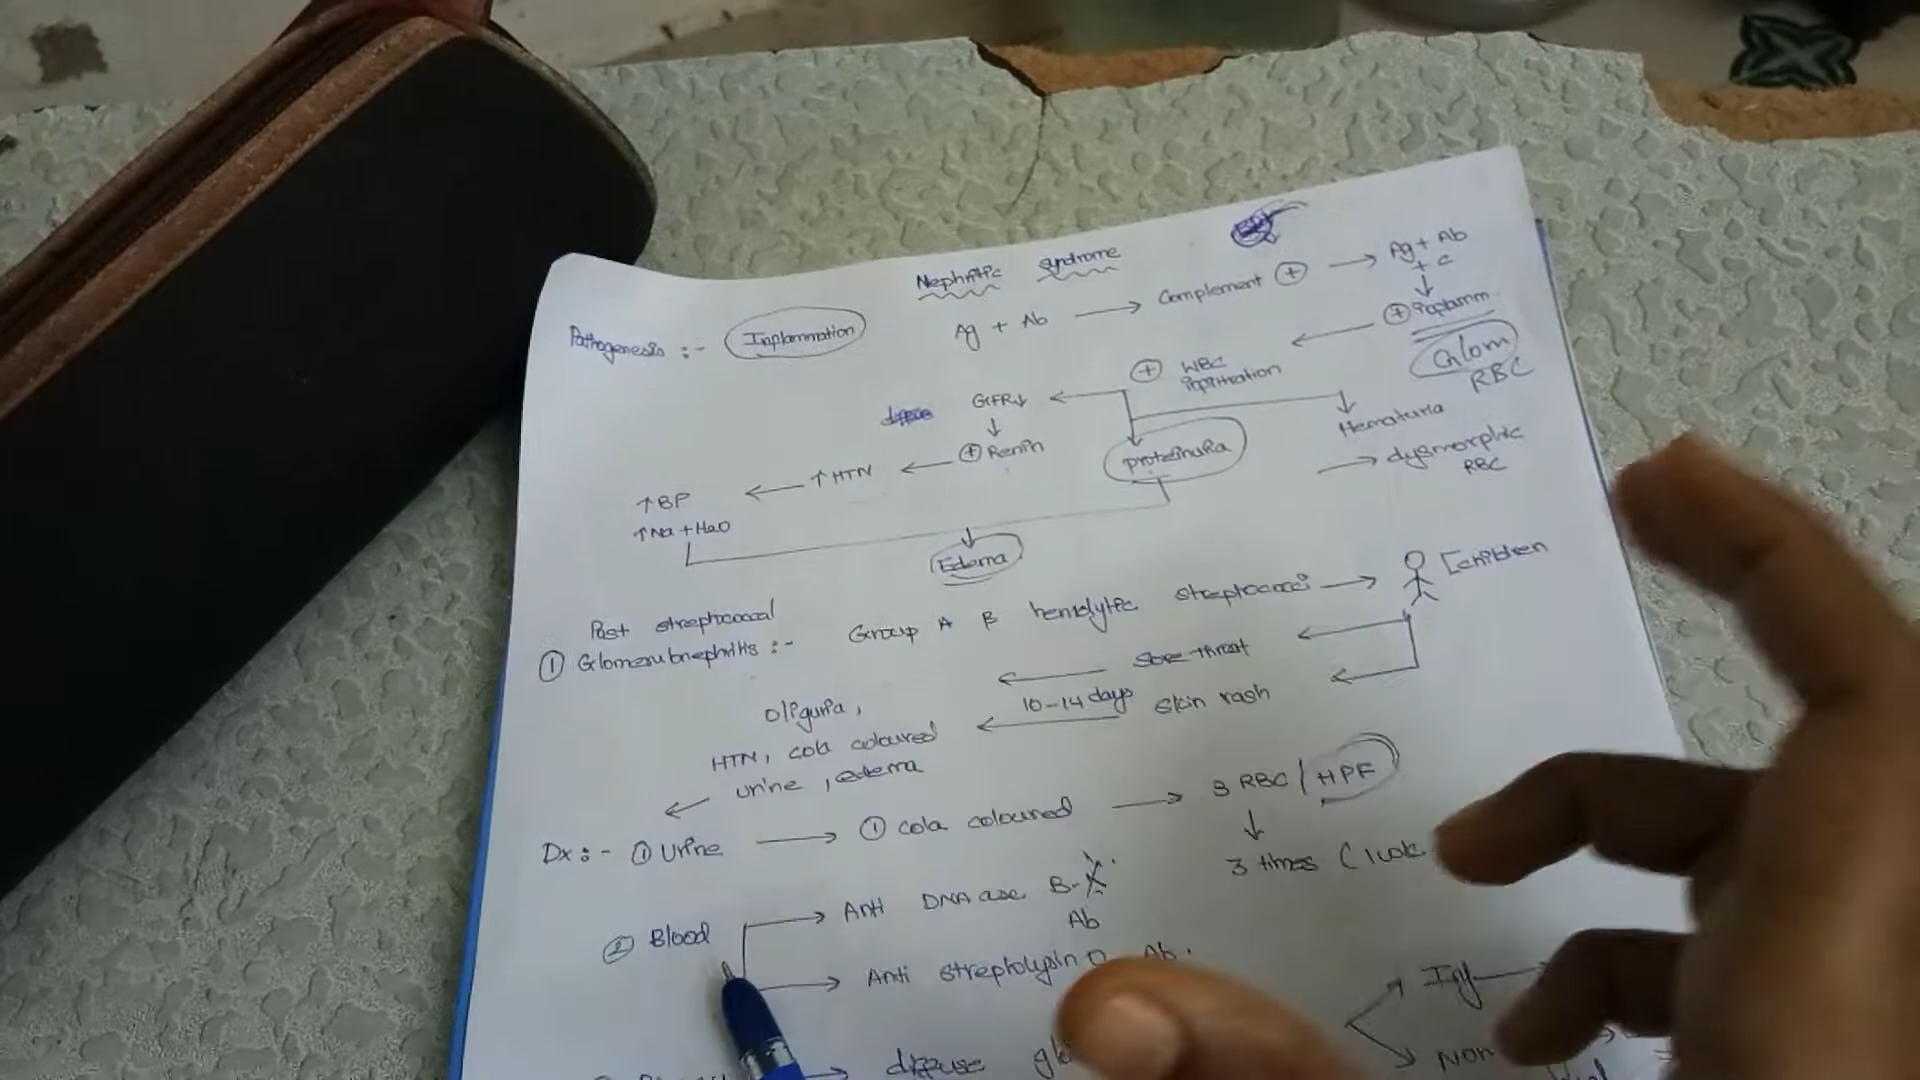 Nephritic syndrome
Pathogenesis :- Inflammation Ag + Ab → Complement ⊕ → Ag + Ab
+ C
↓
⊕ Inflamm.
Glom
RBC
⊕ WBC
Infiltration
GFR↓
Hematuria
↓
⊕ Renin
proteinuria
→ dysmorphic
RBC
↑ HTN
↑BP
↑Na + H2O
Edema
Post streptococcal
① Glomerulonephritis :- Group A B hemolytic streptococci → [children
← Sore throat
10-14 days
skin rash
oliguria,
HTN, cola coloured
urine, edema
Dx :- ① Urine → ① cola coloured → 3 RBC / HPF
↓
3 times (1
② Blood → Anti DNA ase B-
Ab
→ Anti streptolysin O Ab.
Inf
→ diffuse
Non